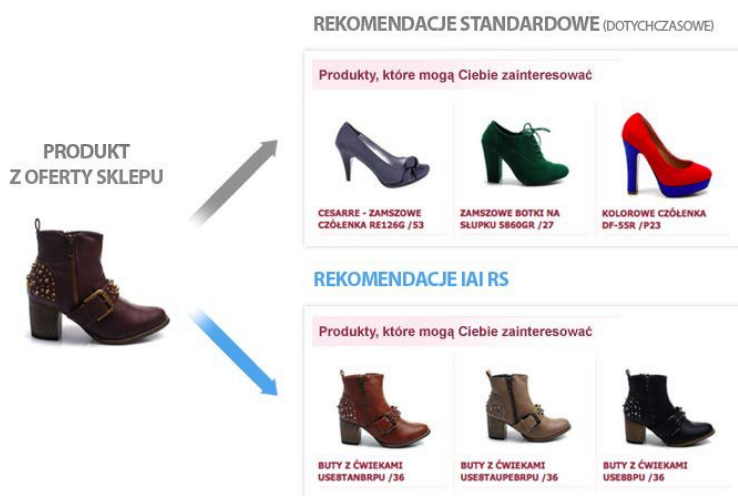 REKOMENDACJE STANDARDOWE (DOTYCHCZASOWE)
Produkty, które mogą Ciebie zainteresować
PRODUKT
Z OFERTY SKLEPU
CESARRE - ZAMSZOWE
CZÓŁENKA RE126G /53
ZAMSZOWE BOTKI NA
SŁUPKU 5860GR /27
KOLOROWE CZÓŁENKA
DF-55R /P23
REKOMENDACJE IAI RS
Produkty, które mogą Ciebie zainteresować
BUTY Z ĆWIEKAMI
USE8TANBRPU /36
BUTY Z ĆWIEKAMI
USE8TAUPEBRPU /36
BUTY Z ĆWIEKAMI
USE8BPU /36